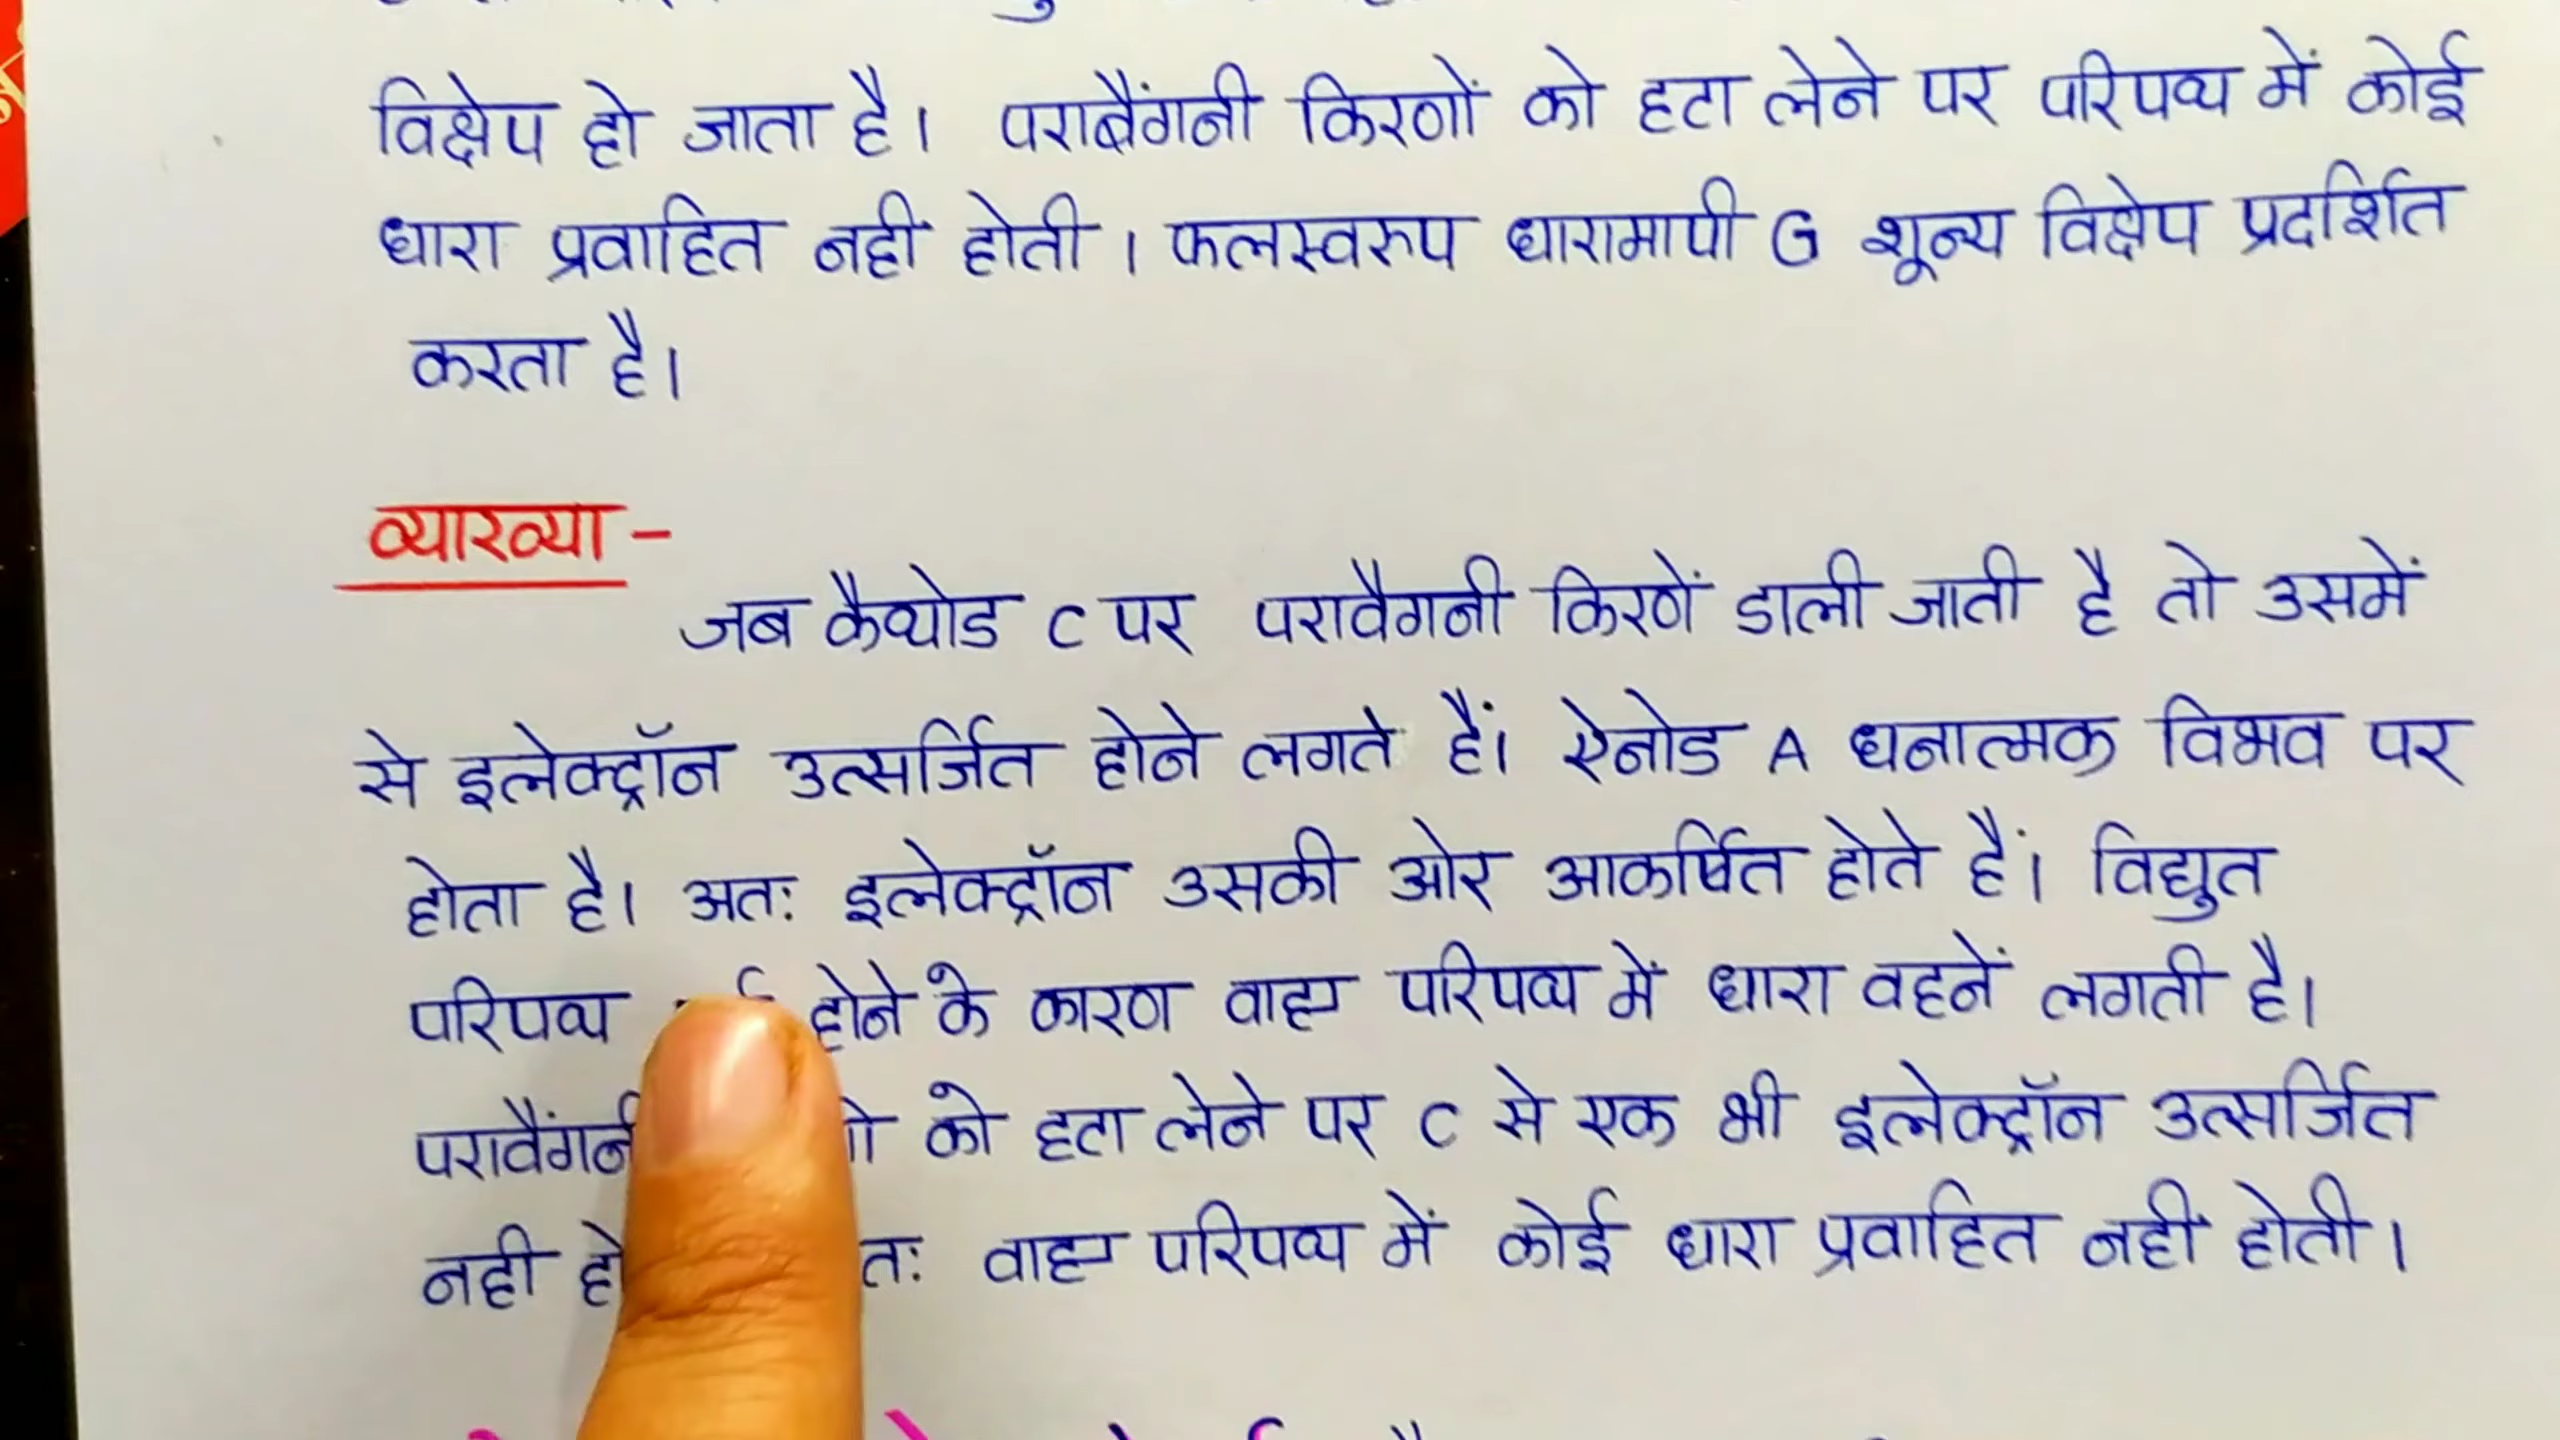 विक्षेप हो जाता है। पराबैंगनी किरणों को हटा लेने पर परिपथ में कोई
धारा प्रवाहित नही होती। फलस्वरुप धारामापी G शून्य विक्षेप प्रदर्शित
करता है।
व्याख्या -
जब कैथोड C पर परावैगनी किरणें डाली जाती है तो उसमें
से इलेक्ट्रॉन उत्सर्जित होने लगते हैं। ऐनोड A धनात्मक विभव पर
होता है। अतः इलेक्ट्रॉन उसकी ओर आकर्षित होते हैं। विद्युत
परिपथ होने के कारण वाह्य परिपथ में धारा वहनें लगती है।
को हटा लेने पर C से एक भी इलेक्ट्रॉन उत्सर्जित
नही वाह्य परिपथ में कोई धारा प्रवाहित नहीं होती।